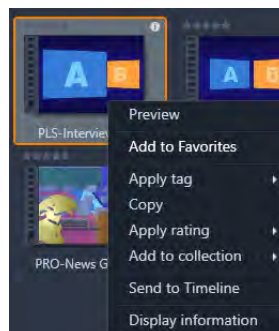 A
B
A
PLS-Interview
Preview
Add to Favorites
Apply tag
Copy
PRO-News G
Apply rating
Add to collection
Send to Timeline
Display information